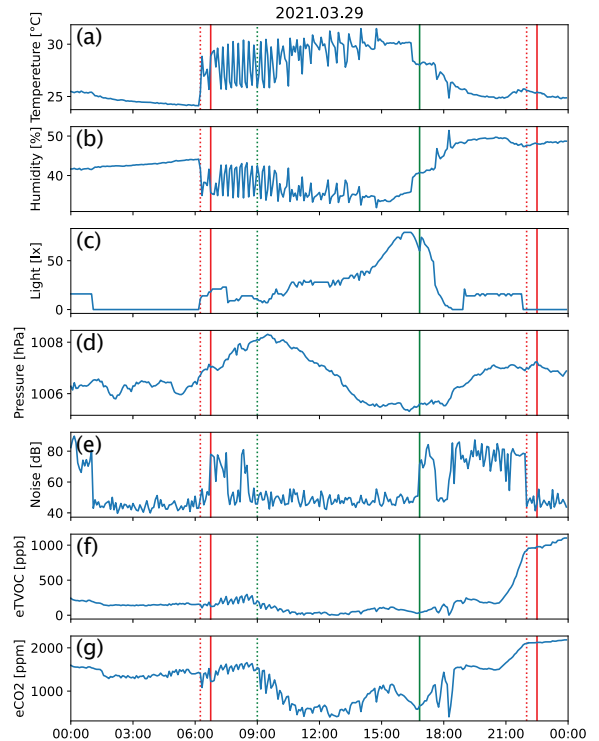 2021.03.29
(a)
Tempereture [°C]
30
25
(b)
Humidity [%]
50
40
(c)
Light [lx]
50
0
(d)
Pressure [hPa]
1008
1006
(e)
Noise [dB]
80
60
40
(f)
eTVOC [ppb]
1000
500
0
(g)
eCO2 [ppm]
2000
1000
00:00 03:00 06:00 09:00 12:00 15:00 18:00 21:00 00:00